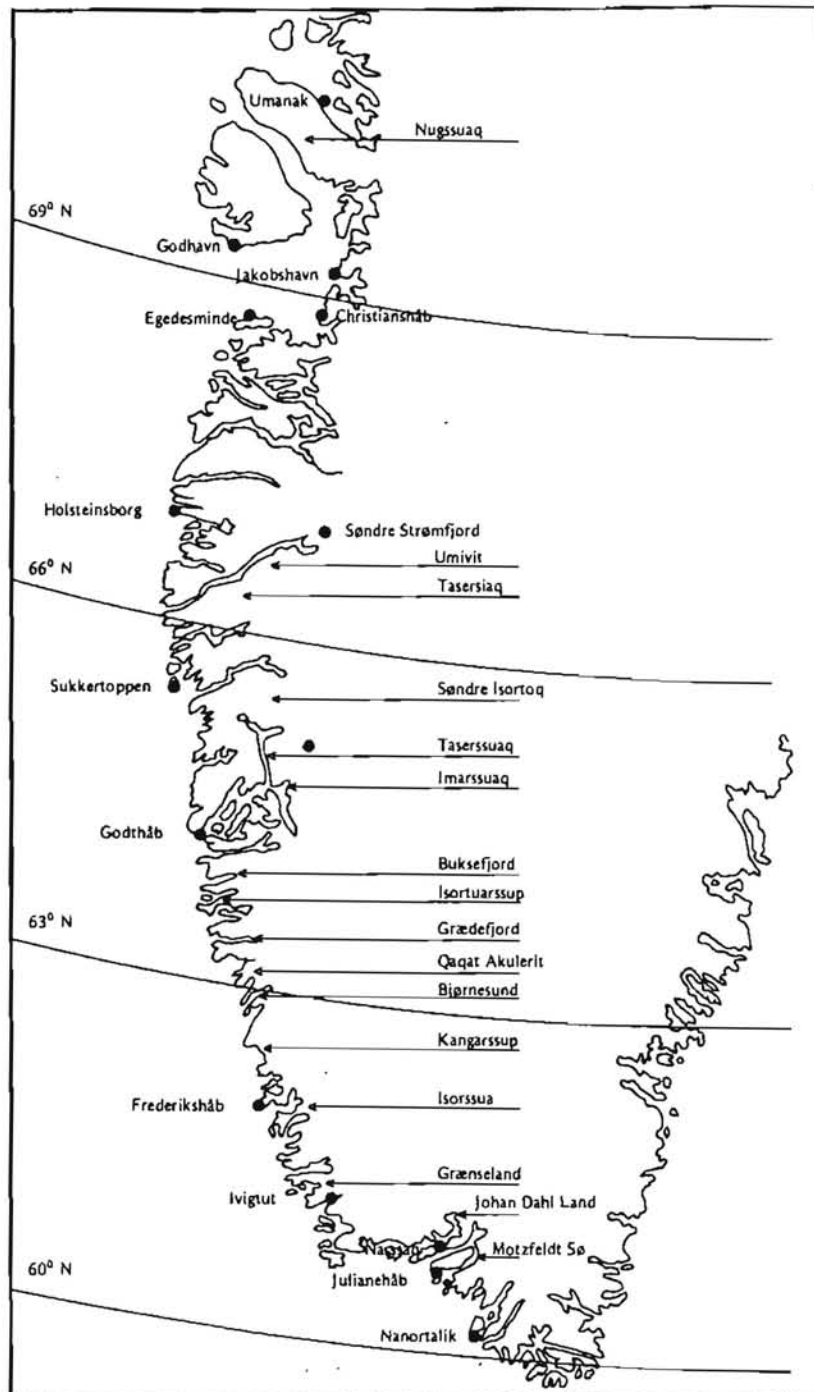 Umanak
Nugssuaq
69° N
Godhavn
Jakobshavn
Egedesminde
Christianshåb
Holsteinsborg
Søndre Strømfjord
Umivit
66° N
Tasersiaq
Sukkertoppen
Søndre Isortoq
Taserssuaq
Imarssuaq
Godthåb
Buksefjord
Isortuarssup
63° N
Grædefjord
Qaqat Akulerit
Bjørnesund
Kangarssup
Frederikshåb
Isorssua
Grænseland
Ivigtut
Johan Dahl Land
Motzfeldt Sø
60° N
Julianehåb
Nanortalik